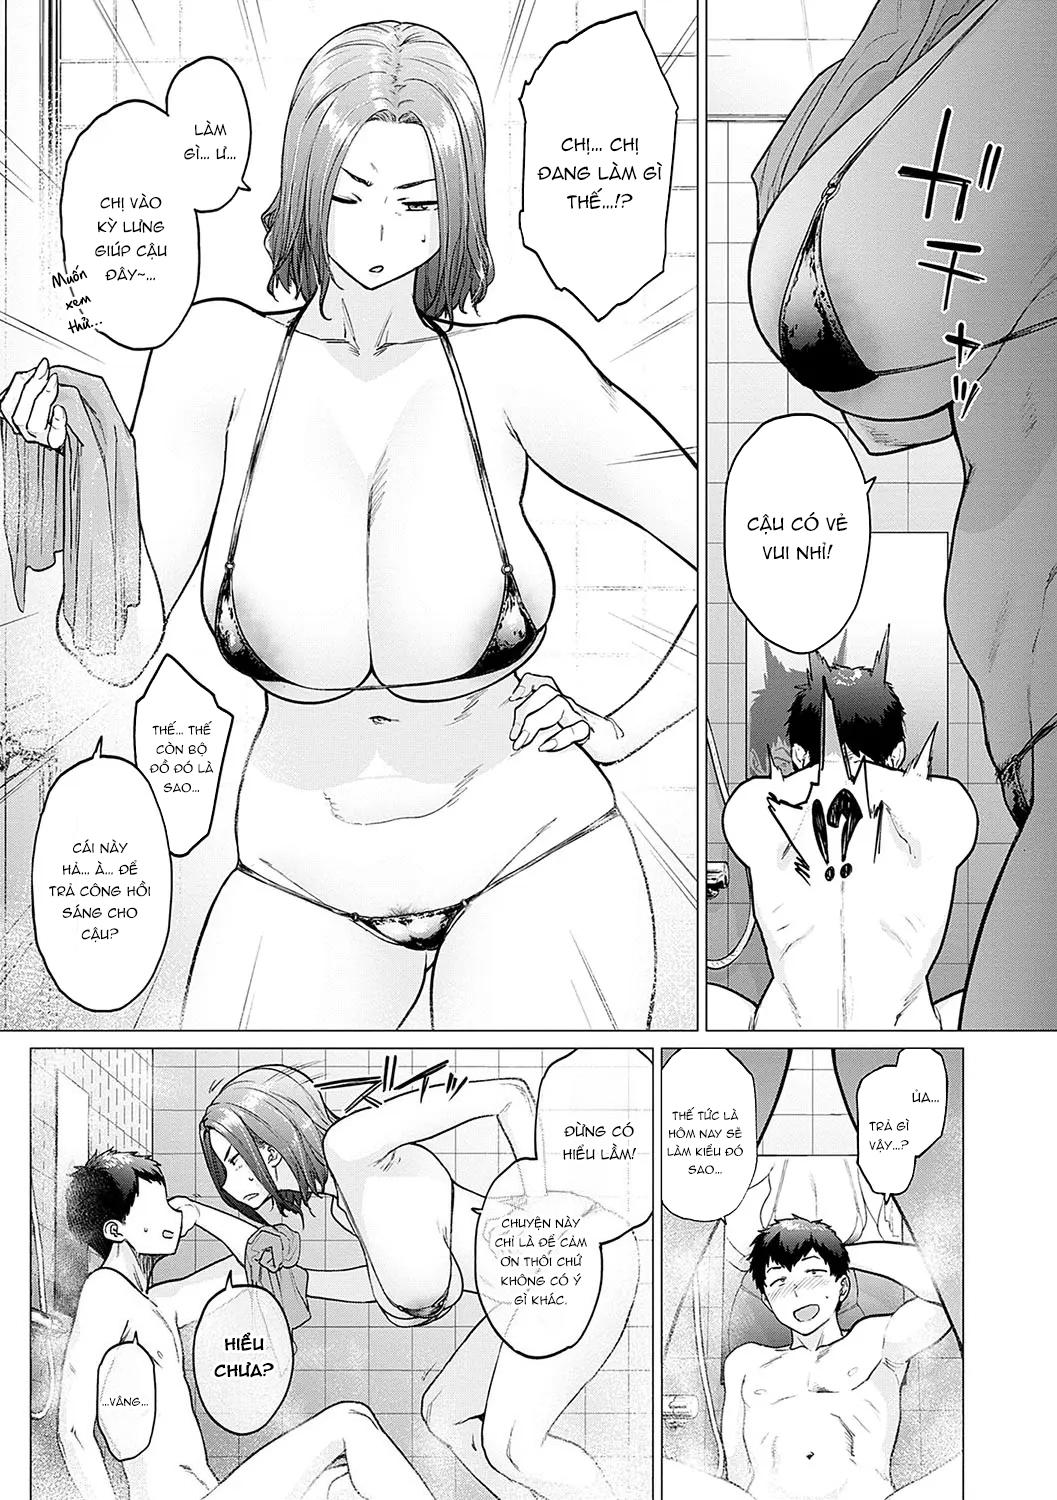 ガチャッ
CẬU CÓ VẺ
VUI NHỈ!
!?!!
CHỊ... CHỊ
ĐANG LÀM GÌ
THẾ...!?
LÀM
GÌ... Ư...
CHỊ VÀO
KỲ LƯNG
GIÚP CẬU
ĐÂY~...
Muốn
xem
thử...
THẾ... THẾ
CÒN BỘ
ĐỒ ĐÓ LÀ
SAO...
CÁI NÀY
HẢ... À... ĐỂ
TRẢ CÔNG HỒI
SÁNG CHO
CẬU?
ỦA...
TRẢ GÌ
VẬY...?
THẾ TỨC LÀ
HÔM NAY SẼ
LÀM KIỂU ĐÓ
SAO...
ĐỪNG CÓ
HIỂU LẦM!
CHUYỆN NÀY
CHỈ LÀ ĐỂ CẢM
ƠN THÔI CHỨ
KHÔNG CÓ Ý
GÌ KHÁC.
HIỂU
CHƯA?
...VÂNG...